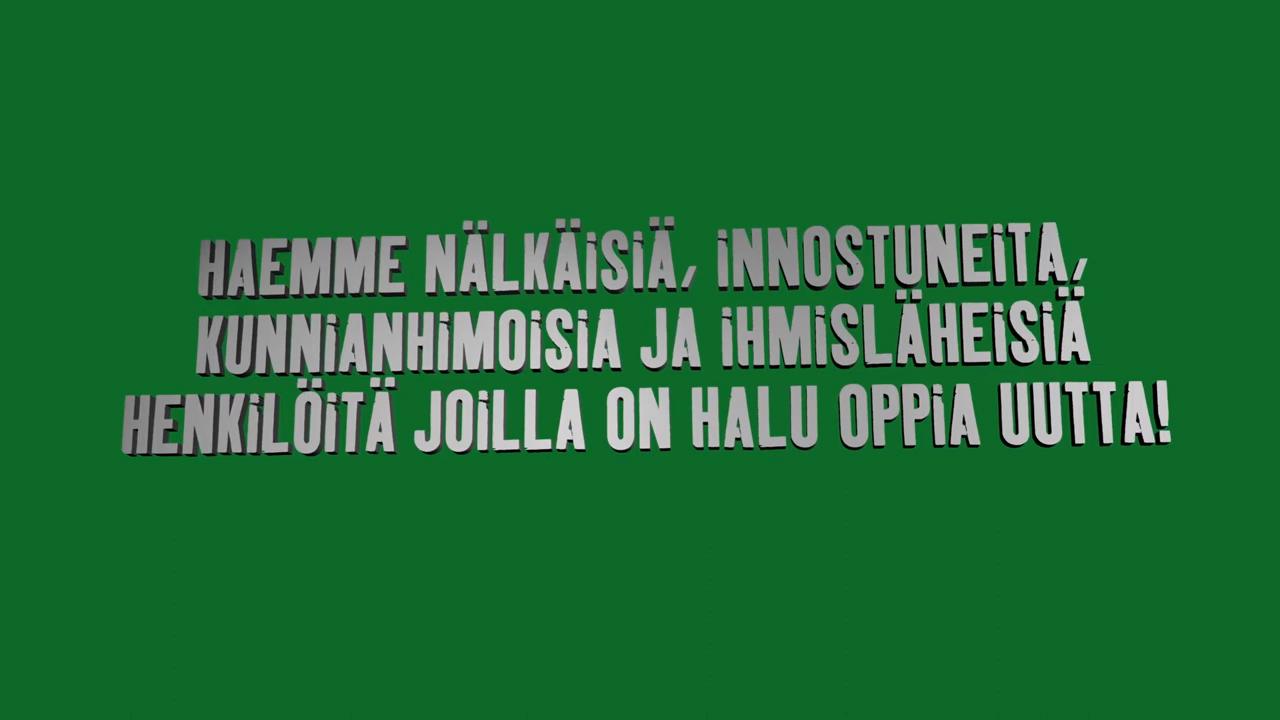 HAEMME NÄLKÄISIÄ, INNOSTUNEITA,
KUNNIANHIMOISIA JA IHMISLÄHEISIÄ
HENKILÖITÄ JOILLA ON HALU OPPIA UUTTA!